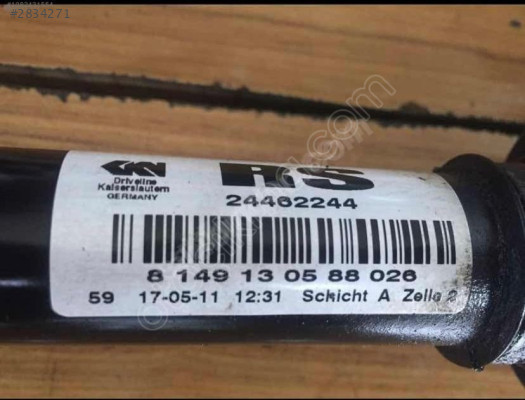 #2834271
GKN
Driveline
Kaiserslautern
GERMANY
RS
24462244
8 149 13 05 88 026
59 17-05-11 12:31 Schicht A Zelle 2